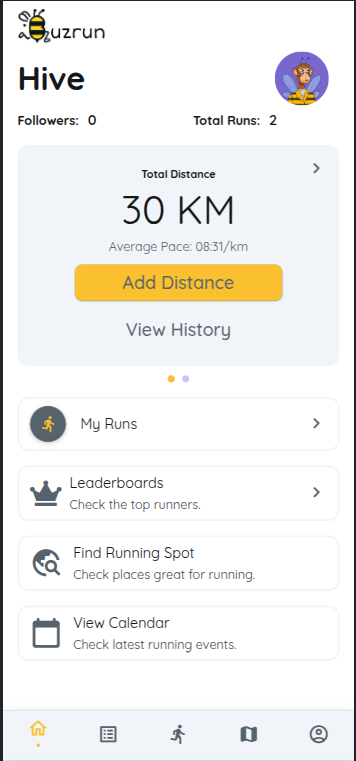 Buzrun
Hive
Followers: 0
Total Runs: 2
Total Distance
30 KM
Average Pace: 08:31/km
Add Distance
View History
My Runs
Leaderboards
Check the top runners.
Find Running Spot
Check places great for running.
View Calendar
Check latest running events.